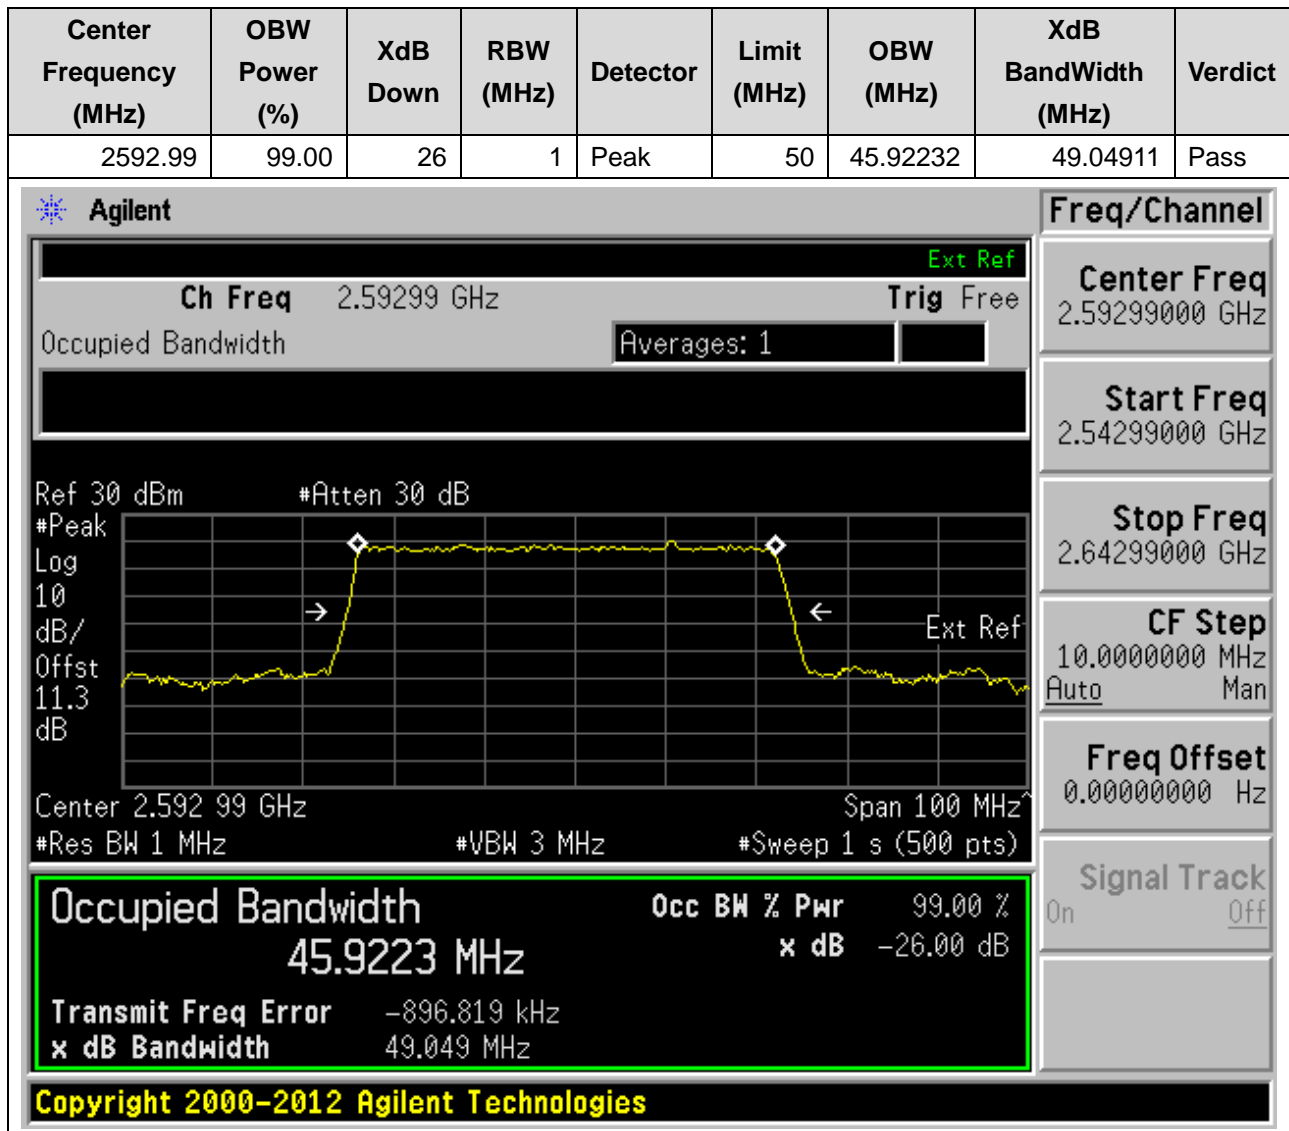 Center Frequency (MHz) OBW Power (%) XdB Down RBW (MHz) Detector Limit (MHz) OBW (MHz) XdB BandWidth (MHz) Verdict
2592.99 99.00 26 1 Peak 50 45.92232 49.04911 Pass
Agilent
Freq/Channel
Ext Ref
Ch Freq 2.59299 GHz Trig Free
Occupied Bandwidth Averages: 1
Center Freq
2.59299000 GHz
Start Freq
2.54299000 GHz
Stop Freq
2.64299000 GHz
CF Step
10.0000000 MHz
Auto Man
Freq Offset
0.00000000 Hz
Signal Track
On Off
Ref 30 dBm #Atten 30 dB
#Peak
Log
10
dB/
Offst
11.3
dB
Ext Ref
Center 2.592 99 GHz Span 100 MHz^
#Res BW 1 MHz #VBW 3 MHz #Sweep 1 s (500 pts)
Occupied Bandwidth Occ BW % Pwr 99.00 %
45.9223 MHz x dB -26.00 dB
Transmit Freq Error -896.819 kHz
x dB Bandwidth 49.049 MHz
Copyright 2000-2012 Agilent Technologies